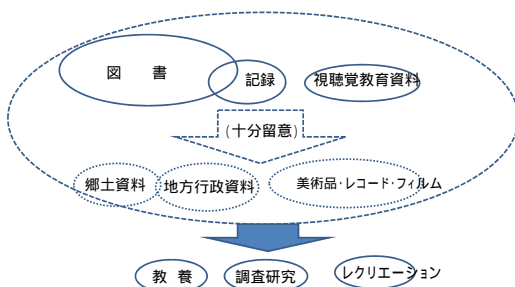 図　書
記録
視聴覚教育資料
(十分留意)
郷土資料
地方行政資料
美術品・レコード・フィルム
教 養
調査研究
レクリエーション